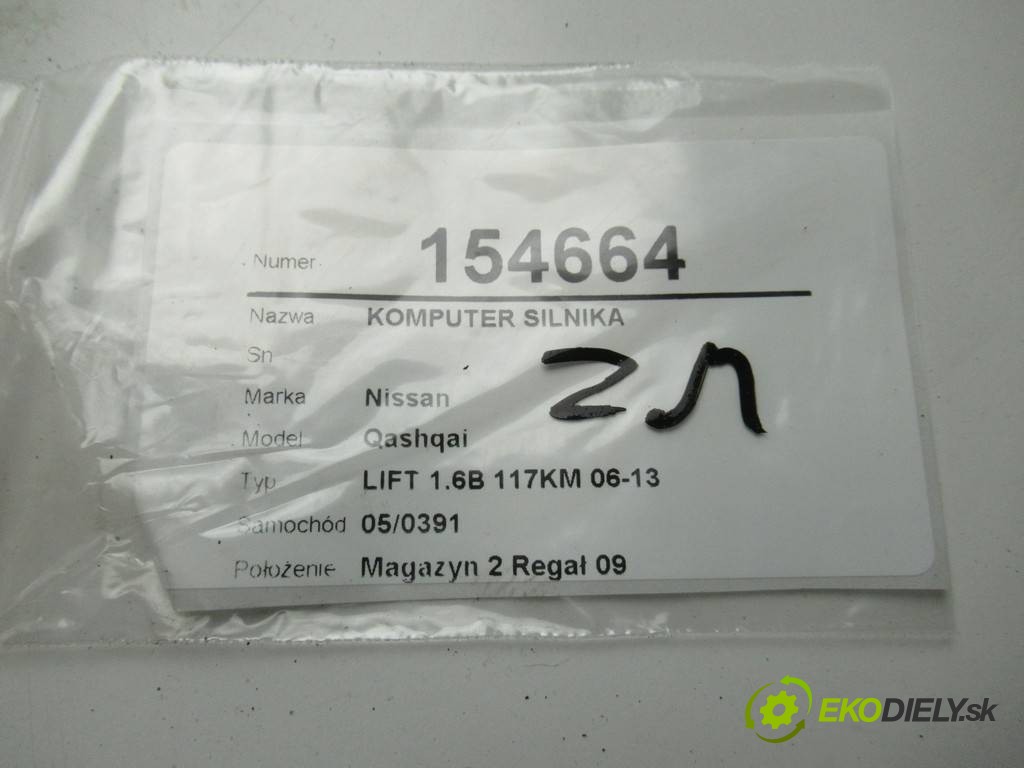 Numer 154664
Nazwa KOMPUTER SILNIKA
Sn
Marka Nissan
Model Qashqai
Typ LIFT 1.6B 117KM 06-13
Samochód 05/0391
Położenie Magazyn 2 Regał 09
EKODIELY.sk